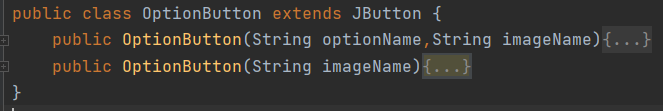 public class OptionButton extends JButton {
public OptionButton(String optionName,String imageName){...}
public OptionButton(String imageName){...}
}